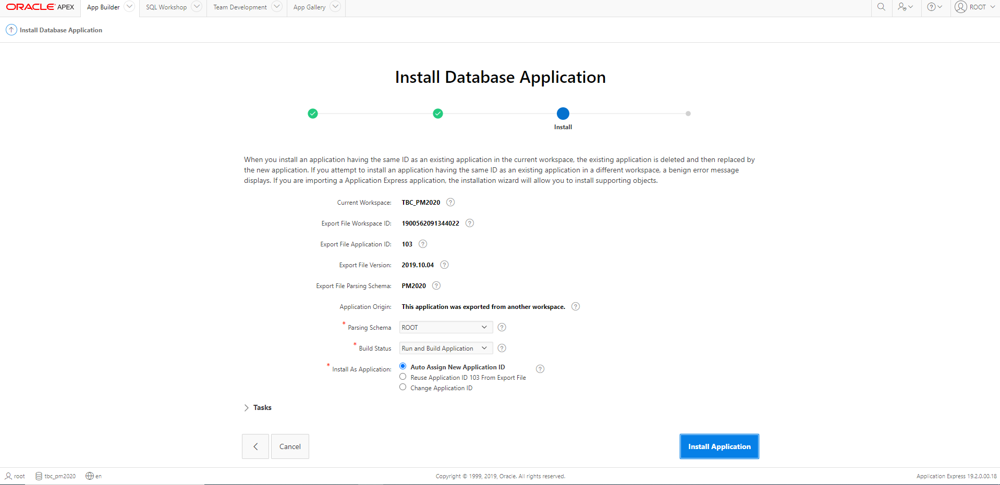 ORACLE APEX App Builder SQL Workshop Team Development App Gallery ROOT
Install Database Application
Install Database Application
Install
When you install an application having the same ID as an existing application in the current workspace, the existing application is deleted and then replaced by
the new application. If you attempt to install an application having the same ID as an existing application in a different workspace, a benign error message
displays. If you are importing a Application Express application, the installation wizard will allow you to install supporting objects.
Current Workspace: TBC_PM2020 ?
Export File Workspace ID: 1900562091344022 ?
Export File Application ID: 103 ?
Export File Version: 2019.10.04 ?
Export File Parsing Schema: PM2020 ?
Application Origin: This application was exported from another workspace. ?
* Parsing Schema ROOT ?
* Build Status Run and Build Application ?
* Install As Application: Auto Assign New Application ID ?
Reuse Application ID 103 From Export File
Change Application ID
Tasks
Cancel Install Application
root tbc_pm2020 en Copyright © 1999, 2019, Oracle. All rights reserved. Application Express 19.2.0.00.18